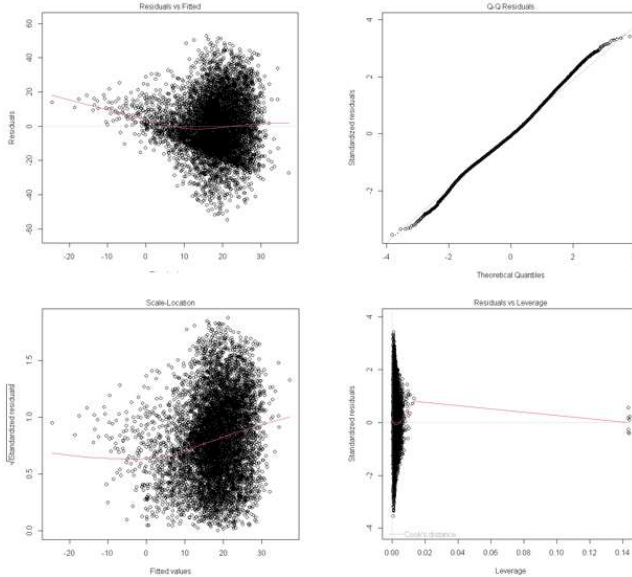 Residuals vs Fitted
Residuals
60
40
20
0
-20
-40
-60
-20 -10 0 10 20 30
Q-Q Residuals
Standardized residuals
4
2
0
-2
-4 -2 0 2
Theoretical Quantiles
Scale-Location
√|Standardized residuals|
1.5
1.0
0.5
0.0
-20 -10 0 10 20 30
Fitted values
Residuals vs Leverage
Standardized residuals
4
2
0
-2
-4
Cook's distance
0.00 0.02 0.04 0.06 0.08 0.10 0.12 0.14
Leverage